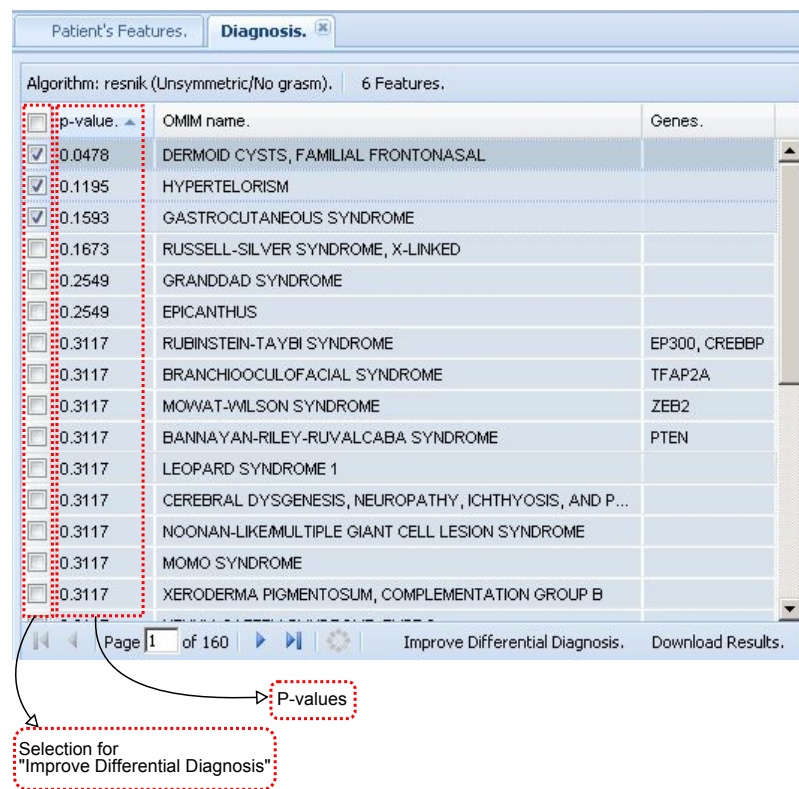 Patient's Features. Diagnosis.
Algorithm: resnik (Unsymmetric/No grasm). 6 Features.
p-value. OMIM name. Genes.
0.0478 DERMOID CYSTS, FAMILIAL FRONTONASAL
0.1195 HYPERTELORISM
0.1593 GASTROCUTANEOUS SYNDROME
0.1673 RUSSELL-SILVER SYNDROME, X-LINKED
0.2549 GRANDDAD SYNDROME
0.2549 EPICANTHUS
0.3117 RUBINSTEIN-TAYBI SYNDROME EP300, CREBBP
0.3117 BRANCHIOOCULOFACIAL SYNDROME TFAP2A
0.3117 MOWAT-WILSON SYNDROME ZEB2
0.3117 BANNAYAN-RILEY-RUVALCABA SYNDROME PTEN
0.3117 LEOPARD SYNDROME 1
0.3117 CEREBRAL DYSGENESIS, NEUROPATHY, ICHTHYOSIS, AND P...
0.3117 NOONAN-LIKE/MULTIPLE GIANT CELL LESION SYNDROME
0.3117 MOMO SYNDROME
0.3117 XERODERMA PIGMENTOSUM, COMPLEMENTATION GROUP B
Page 1 of 160 Improve Differential Diagnosis. Download Results.
P-values
Selection for
"Improve Differential Diagnosis"